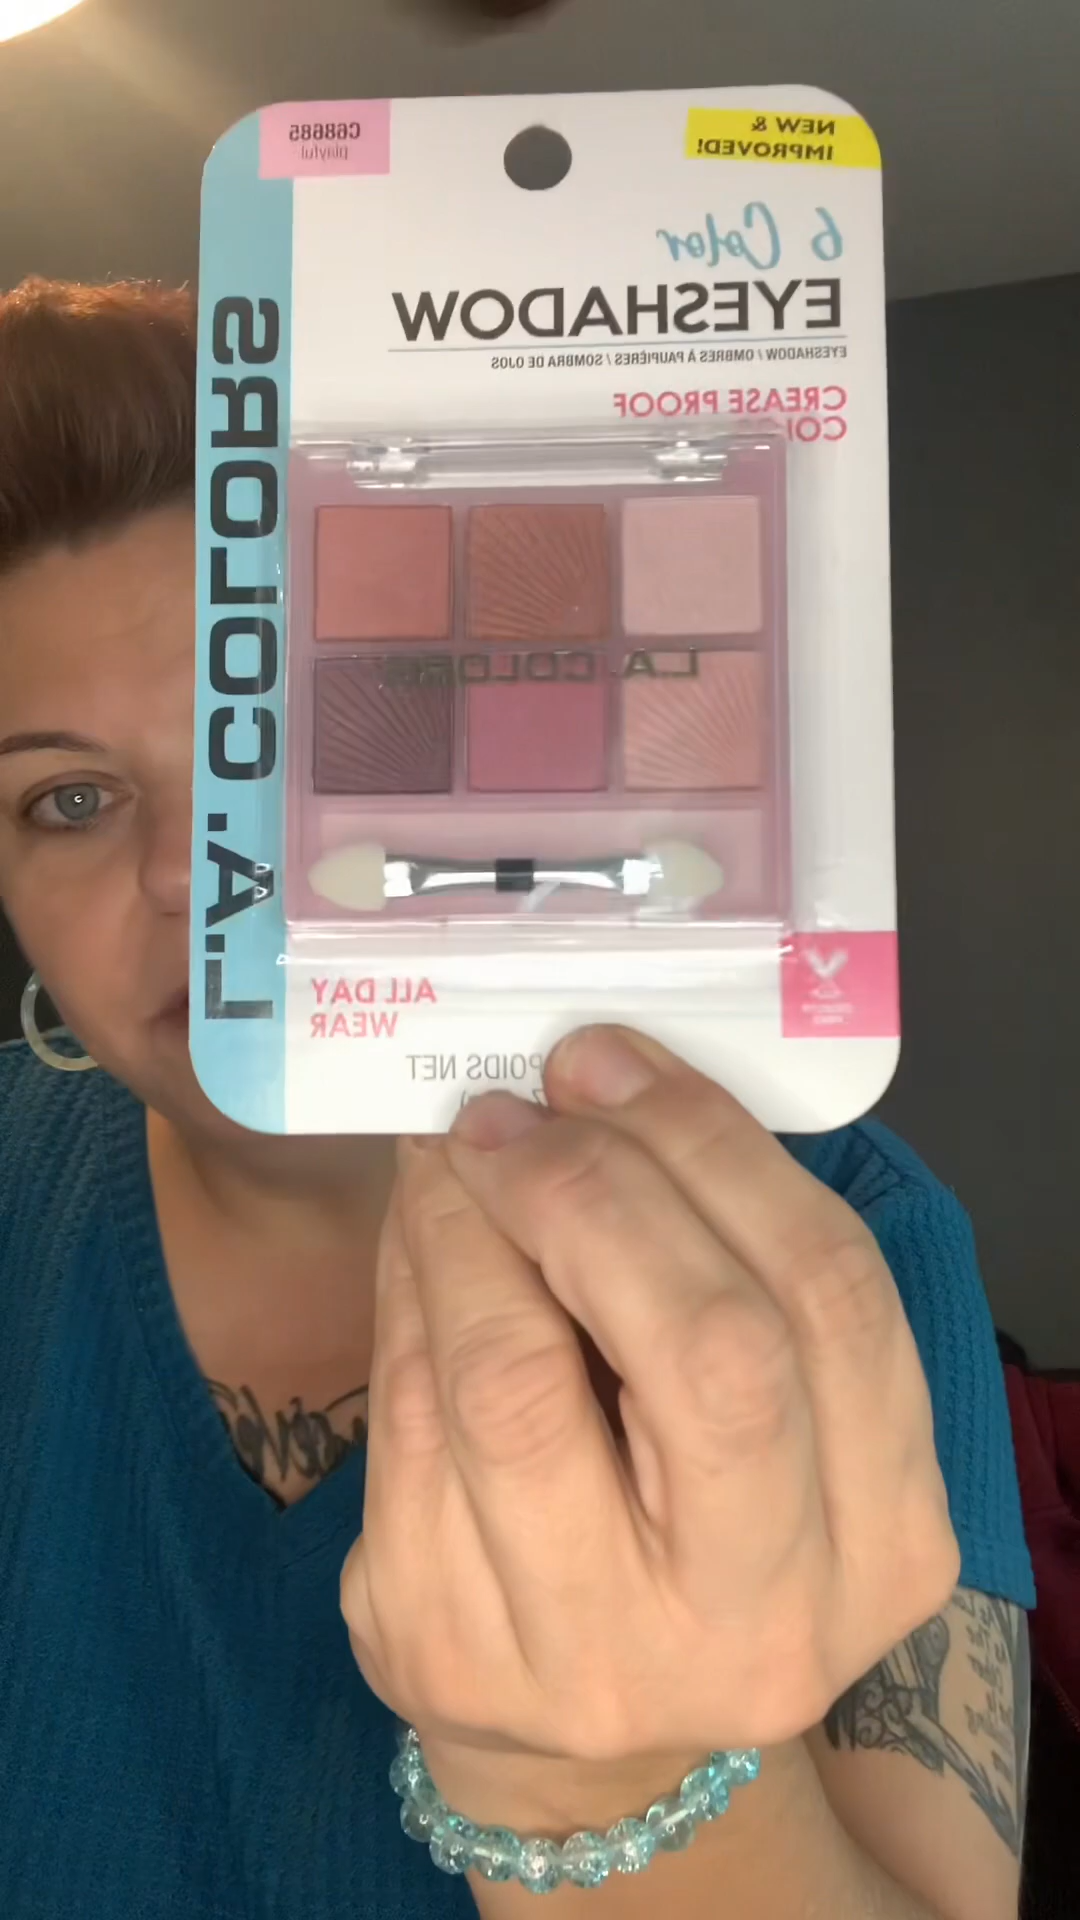 C68685
playful
NEW &
IMPROVED!
6 Color
EYESHADOW
EYESHADOW / OMBRES À PAUPIÈRES / SOMBRA DE OJOS
CREASE PROOF
L.A. COLORS
L.A. COLORS
ALL DAY
WEAR
POIDS NET